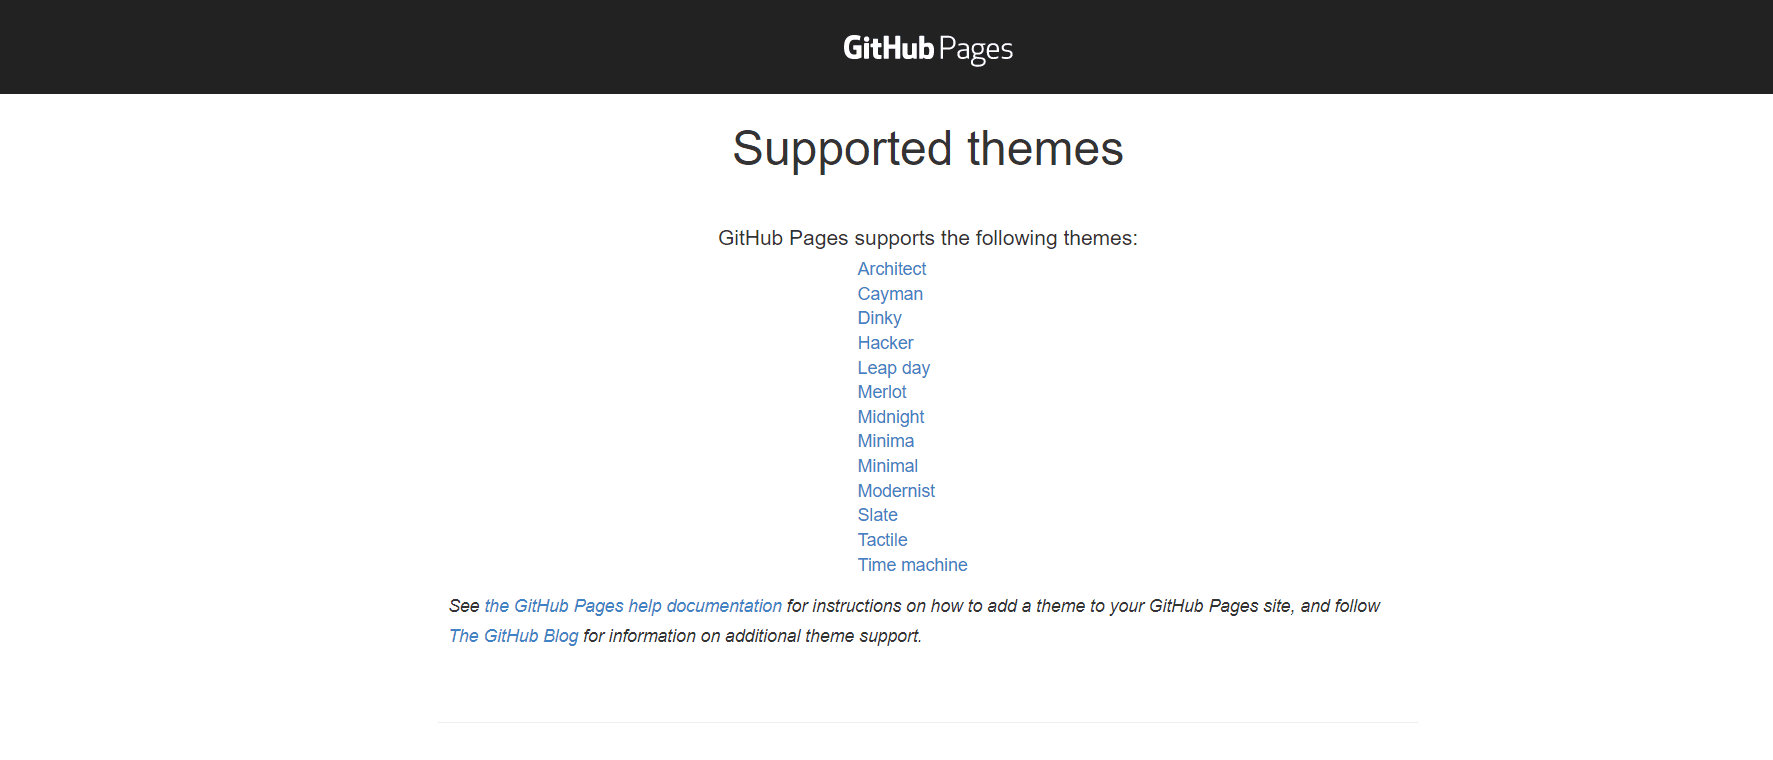 GitHub Pages
Supported themes
GitHub Pages supports the following themes:
Architect
Cayman
Dinky
Hacker
Leap day
Merlot
Midnight
Minima
Minimal
Modernist
Slate
Tactile
Time machine
See the GitHub Pages help documentation for instructions on how to add a theme to your GitHub Pages site, and follow
The GitHub Blog for information on additional theme support.